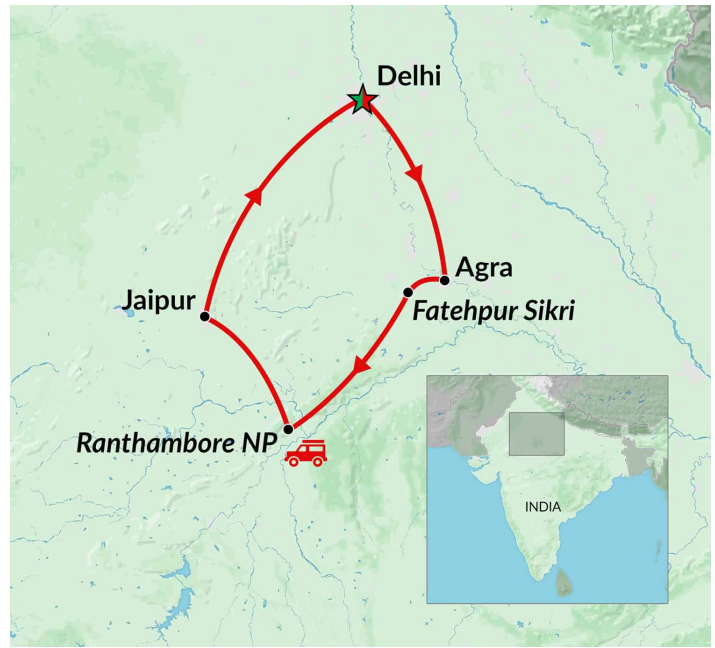 Delhi
Agra
Jaipur
Fatehpur Sikri
Ranthambore NP
INDIA